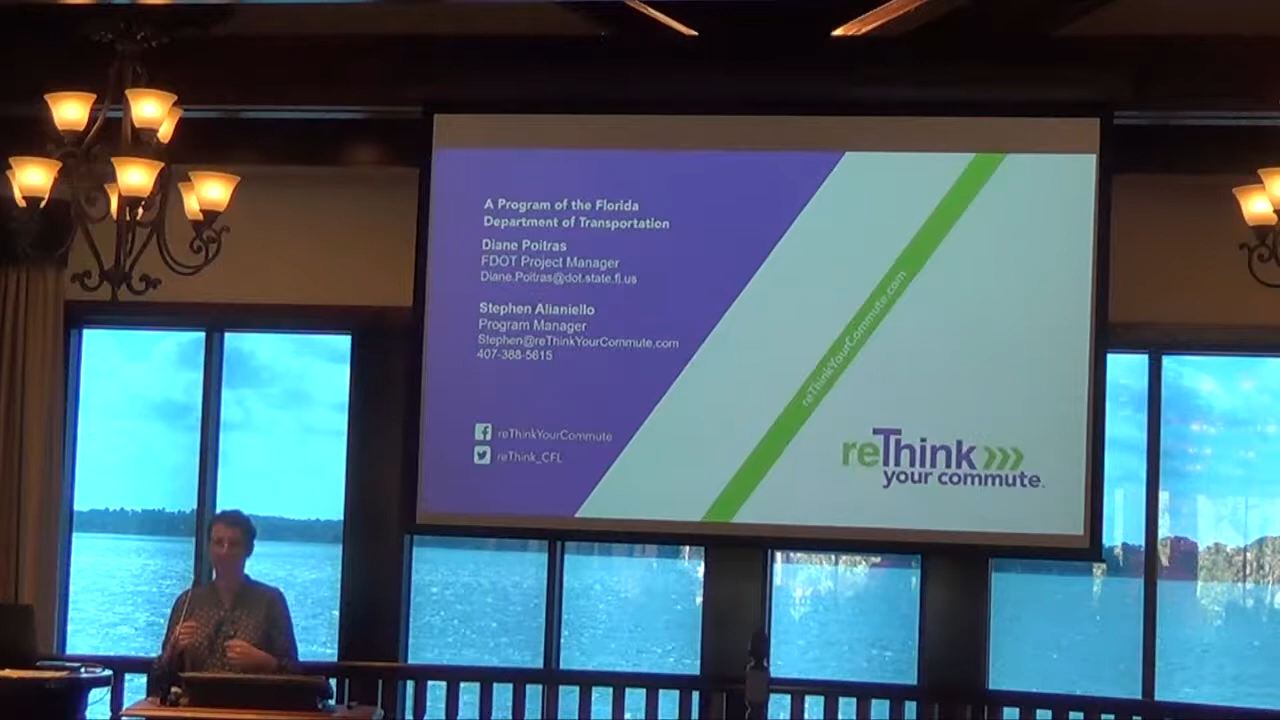 A Program of the Florida
Department of Transportation
Diane Poitras
FDOT Project Manager
Diane.Poitras@dot.state.fl.us
Stephen Alianiello
Program Manager
Stephen@reThinkYourCommute.com
407-388-5615
reThinkYourCommute
reThink_CFL
reThinkYourCommute.com
reThink
your commute.